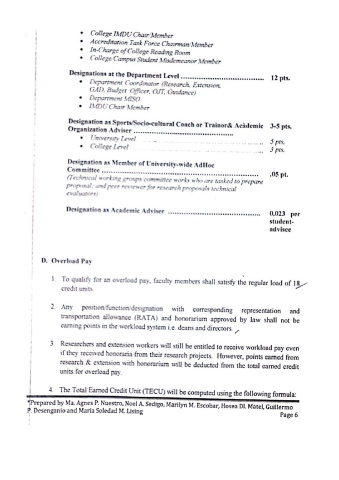 • College IMDU Chair/Member
• Accreditation Task Force Chairman/Member
• In-Charge of College Reading Room
• College/Campus Student Misdemeanor Member
Designations at the Department Level ........................................ 12 pts.
• Department Coordinator (Research, Extension,
GAD, Budget Officer, OJT, Guidance)
• Department MISO
• IMDU Chair/Member
Designation as Sports/Socio-cultural Coach or Trainor& Acidemic 3-5 pts.
Organization Adviser ...............................................
• University Level 5 pts.
• College Level 3 pts.
Designation as Member of University-wide AdHoc
Committee ............................................................... .05 pt.
(Technical working groups committee works who are tasked to prepare
proposal; and peer reviewer for research proposals technical
evaluators)
Designation as Academic Adviser ........................................ 0.023 per
student-
advisee
D. Overload Pay
1. To qualify for an overload pay, faculty members shall satisfy the regular load of 18
credit units.
2. Any position/function/designation with corresponding representation and
transportation allowance (RATA) and honorarium approved by law shall not be
earning points in the workload system i.e. deans and directors.
3. Researchers and extension workers will still be entitled to receive workload pay even
if they received honoraria from their research projects. However, points earned from
research & extension with honorarium will be deducted from the total earned credit
units for overload pay.
4. The Total Earned Credit Unit (TECU) will be computed using the following formula:
*Prepared by Ma. Agnes P. Nuestro, Noel A. Sedigo, Marilyn M. Escobar, Hosea Dl. Matel, Guillermo
P. Desenganio and Maria Soledad M. Lising
Page 6